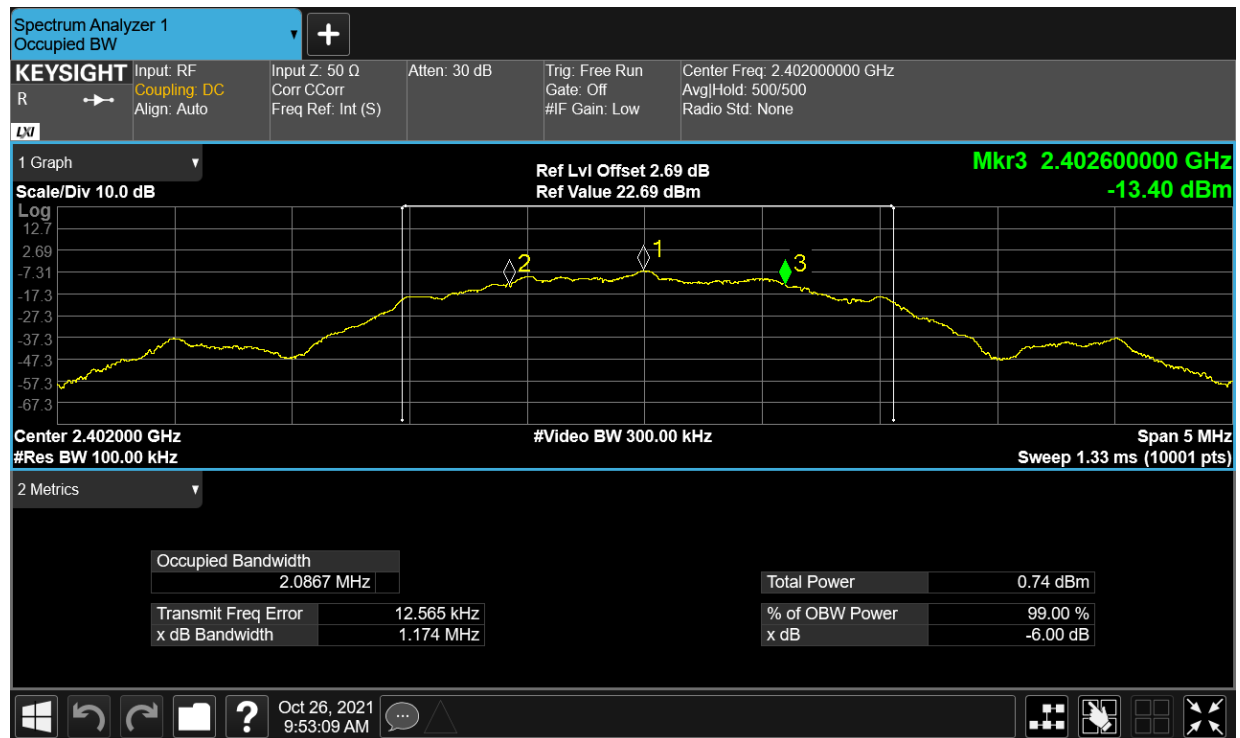 Spectrum Analyzer 1
Occupied BW
KEYSIGHT
R
LXI
Input: RF
Coupling: DC
Align: Auto
Input Z: 50 Ω
Corr CCorr
Freq Ref: Int (S)
Atten: 30 dB
Trig: Free Run
Gate: Off
#IF Gain: Low
Center Freq: 2.402000000 GHz
Avg|Hold: 500/500
Radio Std: None
1 Graph
Scale/Div 10.0 dB
Ref Lvl Offset 2.69 dB
Ref Value 22.69 dBm
Mkr3 2.402600000 GHz
-13.40 dBm
Log
12.7
2.69
-7.31
-17.3
-27.3
-37.3
-47.3
-57.3
-67.3
2
1
3
Center 2.402000 GHz
#Video BW 300.00 kHz
Span 5 MHz
#Res BW 100.00 kHz
Sweep 1.33 ms (10001 pts)
2 Metrics
Occupied Bandwidth
2.0867 MHz
Total Power 0.74 dBm
Transmit Freq Error 12.565 kHz
% of OBW Power 99.00 %
x dB Bandwidth 1.174 MHz
x dB -6.00 dB
?
Oct 26, 2021
9:53:09 AM